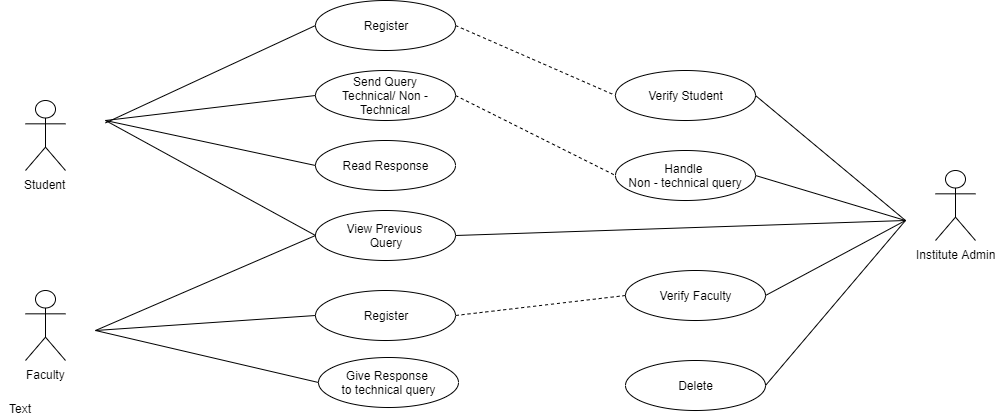 Register
Send Query
Technical/ Non -
Technical
Verify Student
Read Response
Handle
Non - technical query
Student
View Previous
Query
Institute Admin
Verify Faculty
Register
Faculty
Give Response
to technical query
Delete
Text